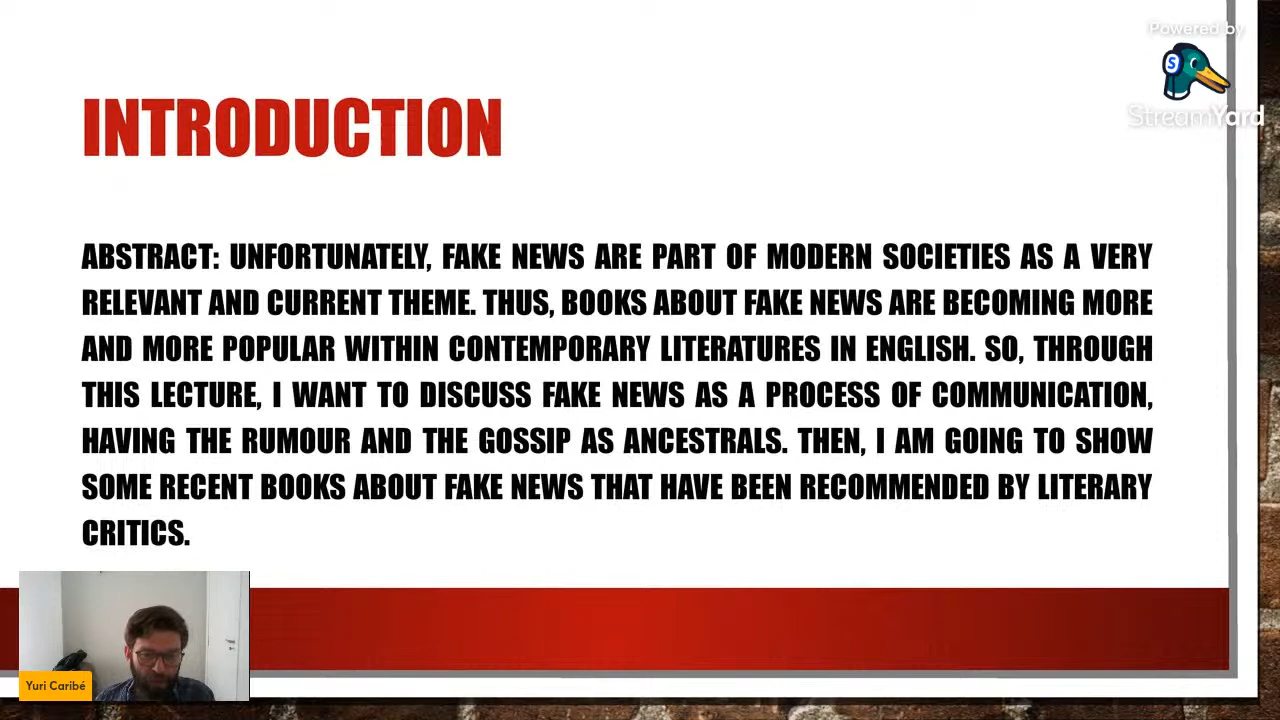 Powered by
StreamYard
INTRODUCTION
ABSTRACT: UNFORTUNATELY, FAKE NEWS ARE PART OF MODERN SOCIETIES AS A VERY
RELEVANT AND CURRENT THEME. THUS, BOOKS ABOUT FAKE NEWS ARE BECOMING MORE
AND MORE POPULAR WITHIN CONTEMPORARY LITERATURES IN ENGLISH. SO, THROUGH
THIS LECTURE, I WANT TO DISCUSS FAKE NEWS AS A PROCESS OF COMMUNICATION,
HAVING THE RUMOUR AND THE GOSSIP AS ANCESTRALS. THEN, I AM GOING TO SHOW
SOME RECENT BOOKS ABOUT FAKE NEWS THAT HAVE BEEN RECOMMENDED BY LITERARY
CRITICS.
Yuri Caribé